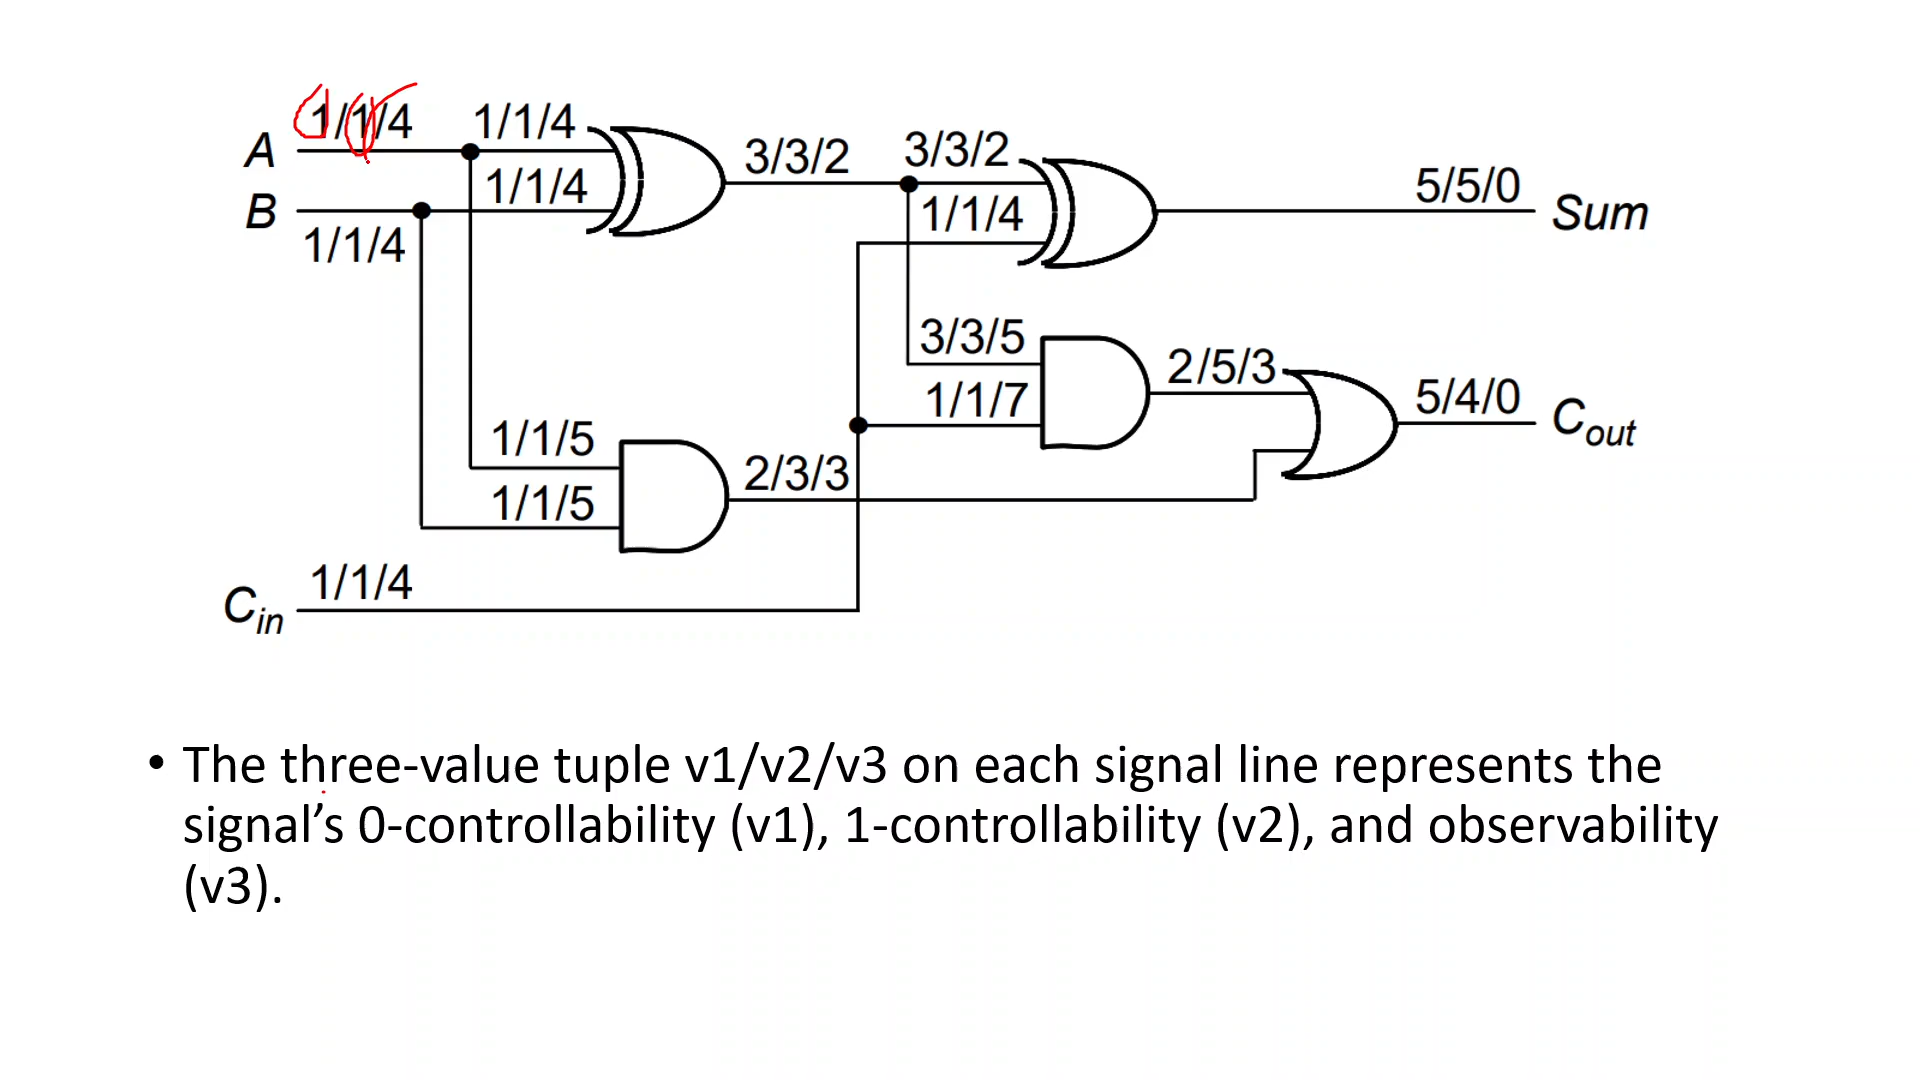 1/1/4 1/1/4
A
3/3/2 3/3/2
1/1/4
5/5/0
B
Sum
1/1/4
1/1/4
3/3/5
2/5/3
1/1/7
5/4/0
Cout
1/1/5
2/3/3
1/1/5
1/1/4
Cin
• The three-value tuple v1/v2/v3 on each signal line represents the
signal’s 0-controllability (v1), 1-controllability (v2), and observability
(v3).